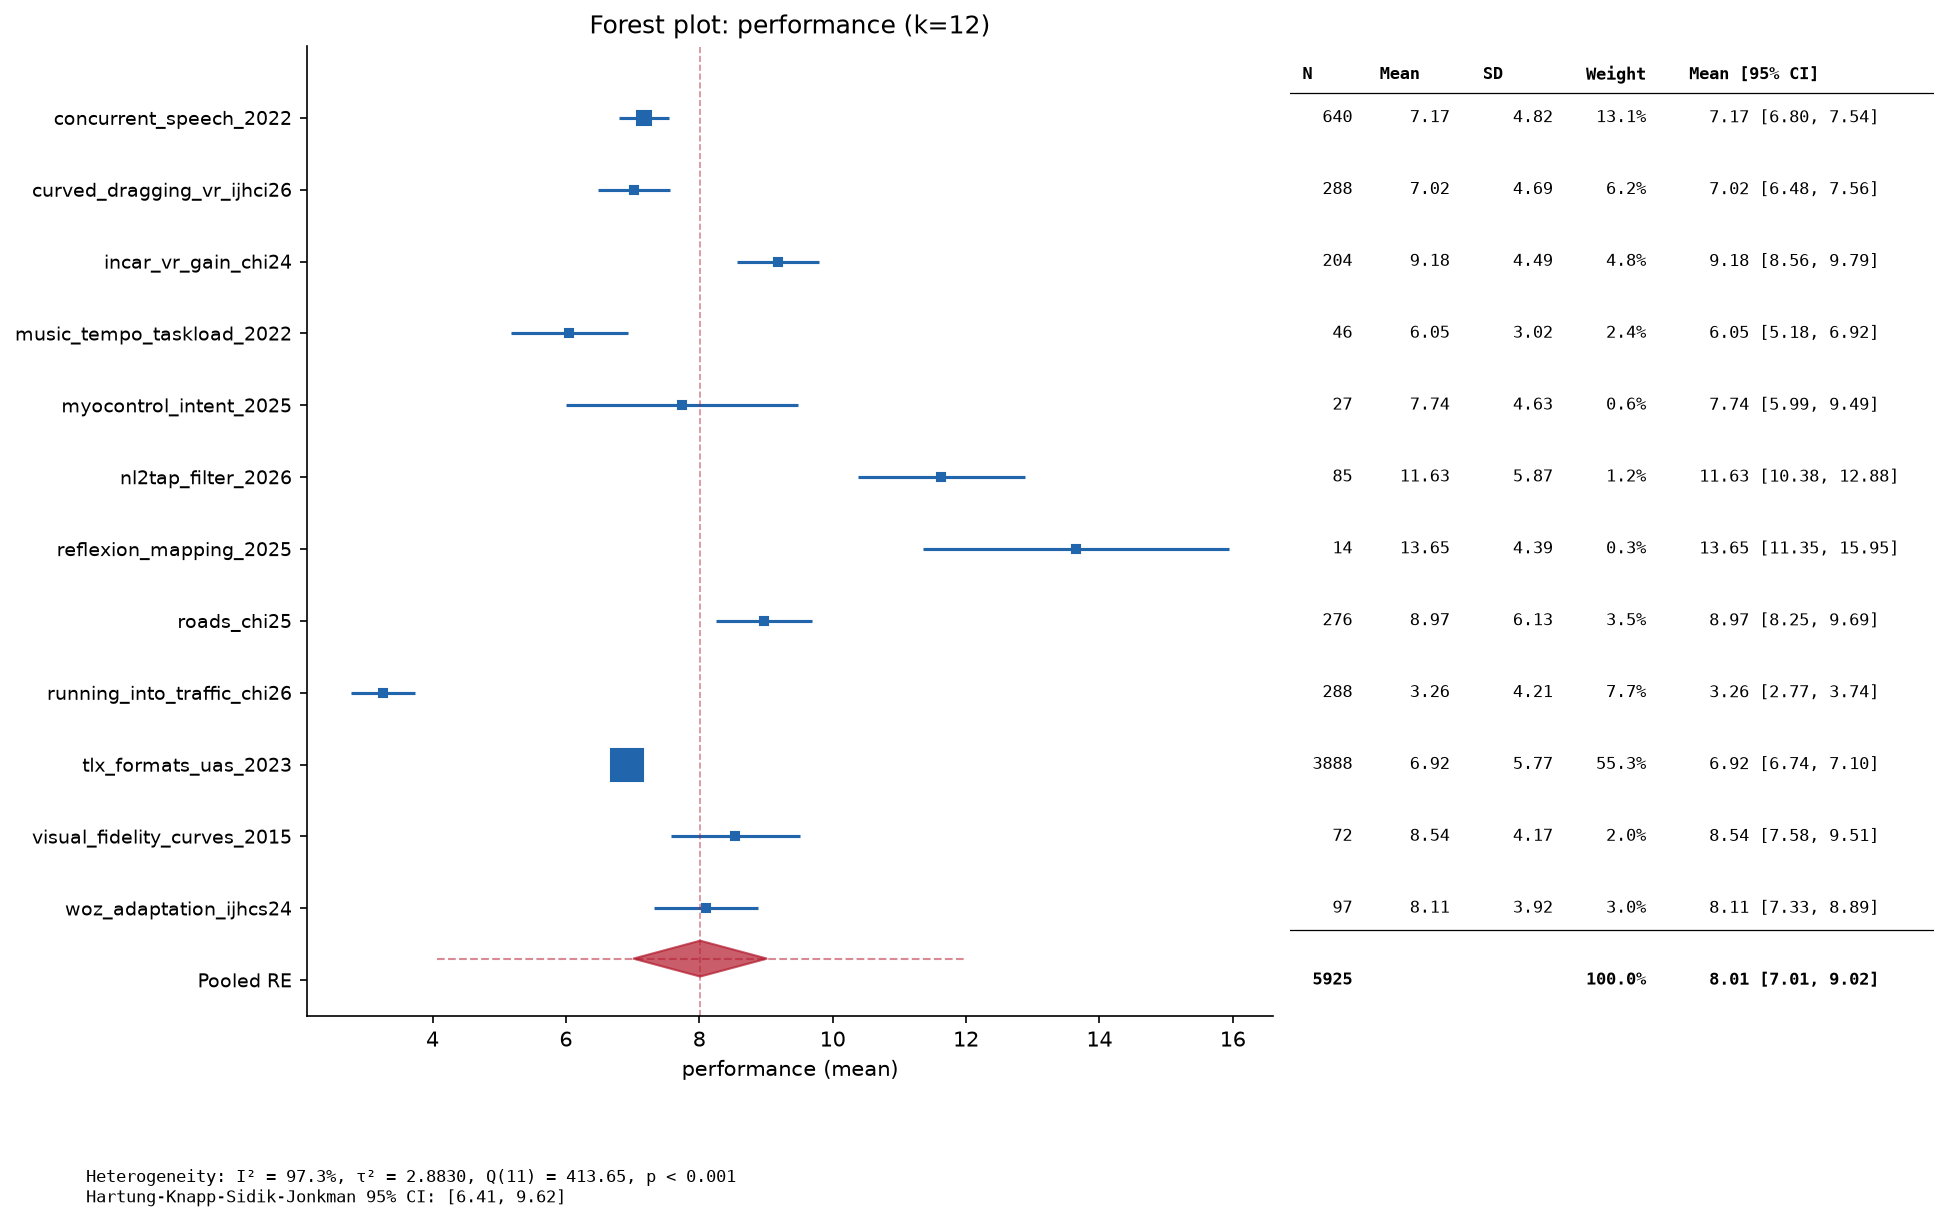 Forest plot: performance (k=12)
N Mean SD Weight Mean [95% CI]
concurrent_speech_2022 640 7.17 4.82 13.1% 7.17 [6.80, 7.54]
curved_dragging_vr_ijhci26 288 7.02 4.69 6.2% 7.02 [6.48, 7.56]
incar_vr_gain_chi24 204 9.18 4.49 4.8% 9.18 [8.56, 9.79]
music_tempo_taskload_2022 46 6.05 3.02 2.4% 6.05 [5.18, 6.92]
myocontrol_intent_2025 27 7.74 4.63 0.6% 7.74 [5.99, 9.49]
nl2tap_filter_2026 85 11.63 5.87 1.2% 11.63 [10.38, 12.88]
reflexion_mapping_2025 14 13.65 4.39 0.3% 13.65 [11.35, 15.95]
roads_chi25 276 8.97 6.13 3.5% 8.97 [8.25, 9.69]
running_into_traffic_chi26 288 3.26 4.21 7.7% 3.26 [2.77, 3.74]
tlx_formats_uas_2023 3888 6.92 5.77 55.3% 6.92 [6.74, 7.10]
visual_fidelity_curves_2015 72 8.54 4.17 2.0% 8.54 [7.58, 9.51]
woz_adaptation_ijhcs24 97 8.11 3.92 3.0% 8.11 [7.33, 8.89]
Pooled RE 5925 100.0% 8.01 [7.01, 9.02]
4 6 8 10 12 14 16
performance (mean)
Heterogeneity: I² = 97.3%, τ² = 2.8830, Q(11) = 413.65, p < 0.001
Hartung-Knapp-Sidik-Jonkman 95% CI: [6.41, 9.62]